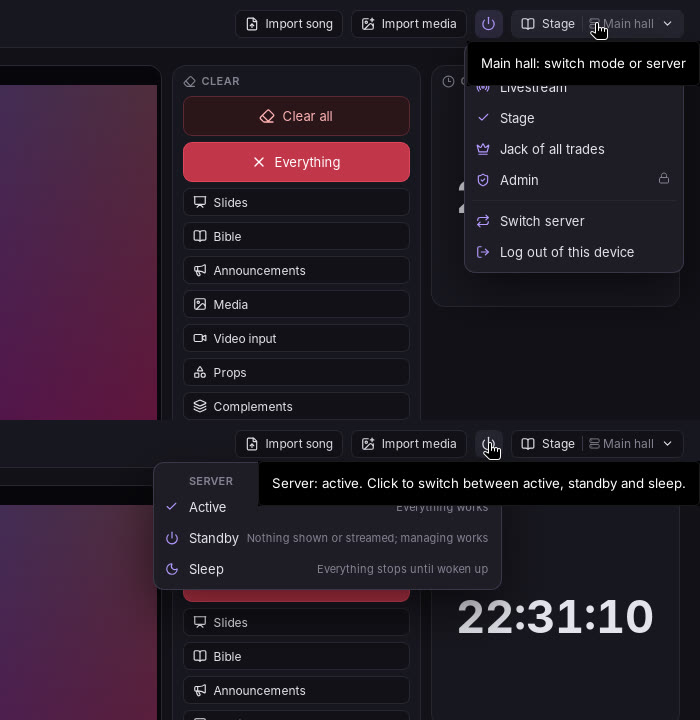 Import song
Import media
Stage
Main hall
Main hall: switch mode or server
CLEAR
Clear all
Everything
Slides
Bible
Announcements
Media
Video input
Props
Complements
Livestream
Stage
Jack of all trades
Admin
Switch server
Log out of this device
Import song
Import media
Stage
Main hall
Server: active. Click to switch between active, standby and sleep.
SERVER
Active
Everything works
Standby
Nothing shown or streamed; managing works
Sleep
Everything stops until woken up
Slides
Bible
Announcements
22:31:10